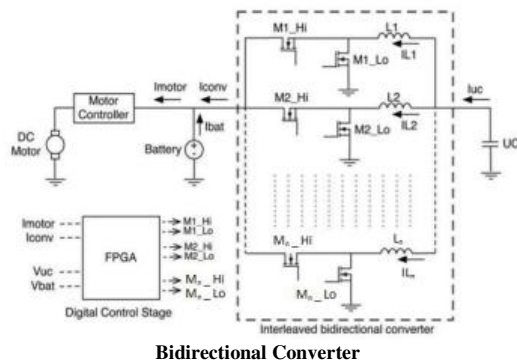 M1_Hi
L1
M1_Lo
IL1
M2_Hi
L2
M2_Lo
IL2
Imotor
Iconv
Iuc
Motor
Controller
Ibat
DC
Motor
Battery
UC
Imotor
Iconv
Vuc
Vbat
FPGA
M1_Hi
M1_Lo
M2_Hi
M2_Lo
Mₙ_Hi
Mₙ_Lo
Digital Control Stage
Mₙ_Hi
Lₙ
Mₙ_Lo
ILₙ
Interleaved bidirectional converter
Bidirectional Converter